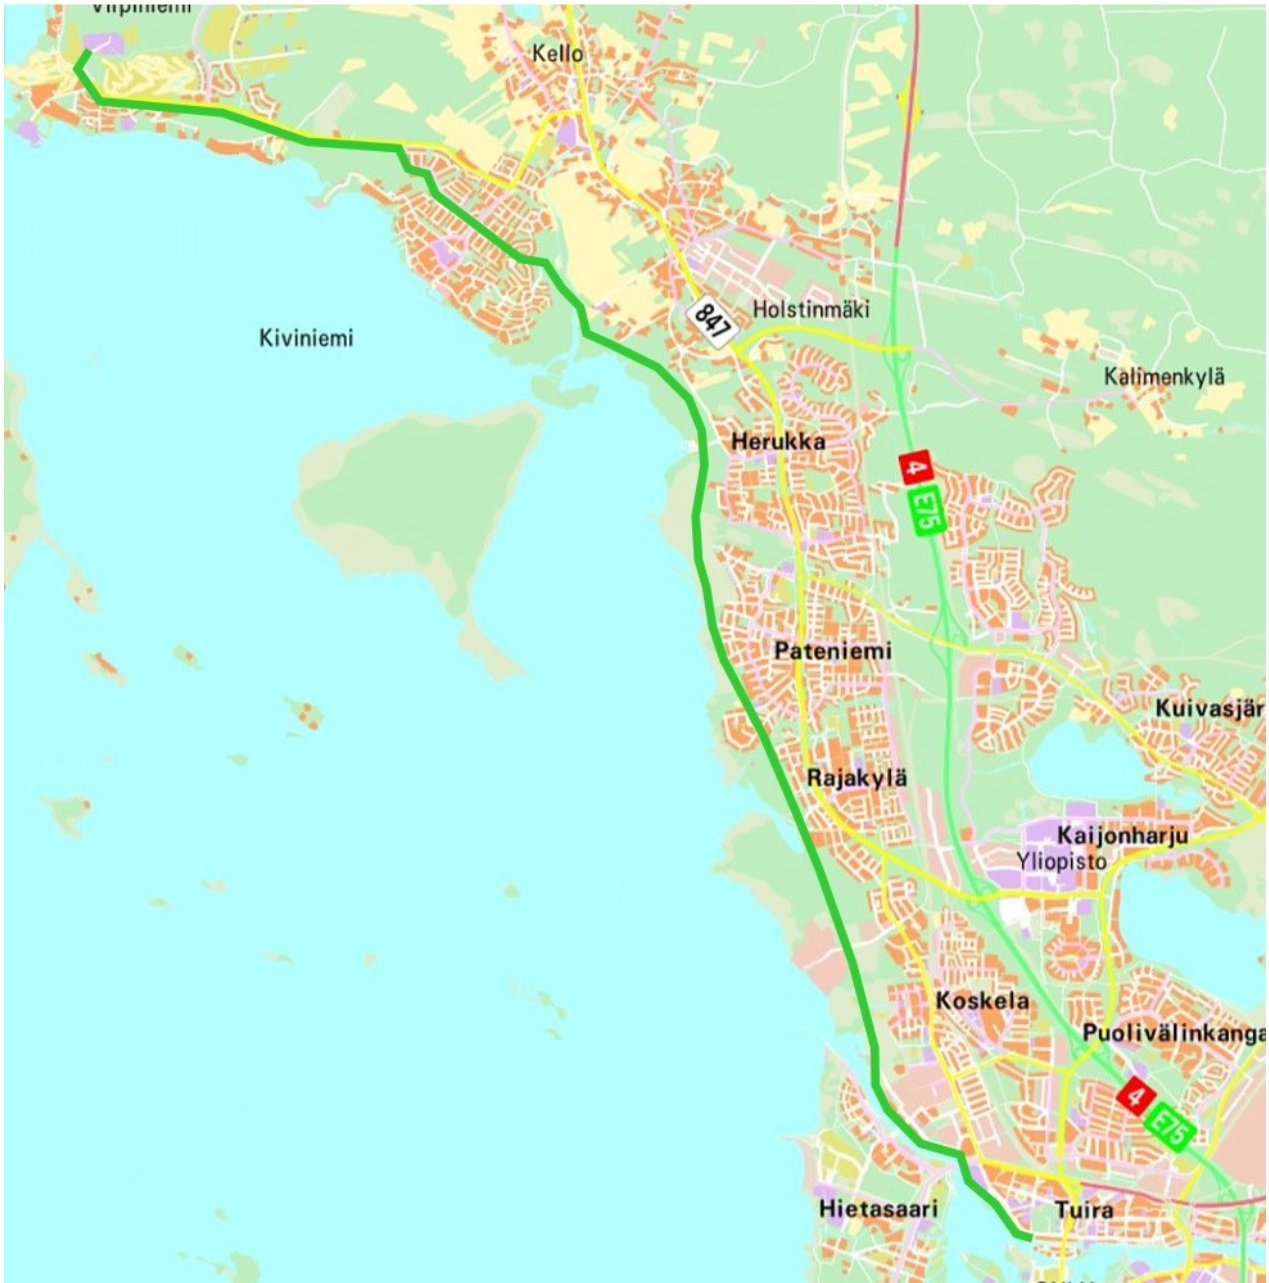 Virpiniemi
Kello
847
Holstinmäki
Kiviniemi
Kalimenkylä
Herukka
4
E75
Pateniemi
Kuivasjär
Rajakylä
Kaijonharju
Yliopisto
Koskela
Puolivälinkanga
4
E75
Hietasaari
Tuira